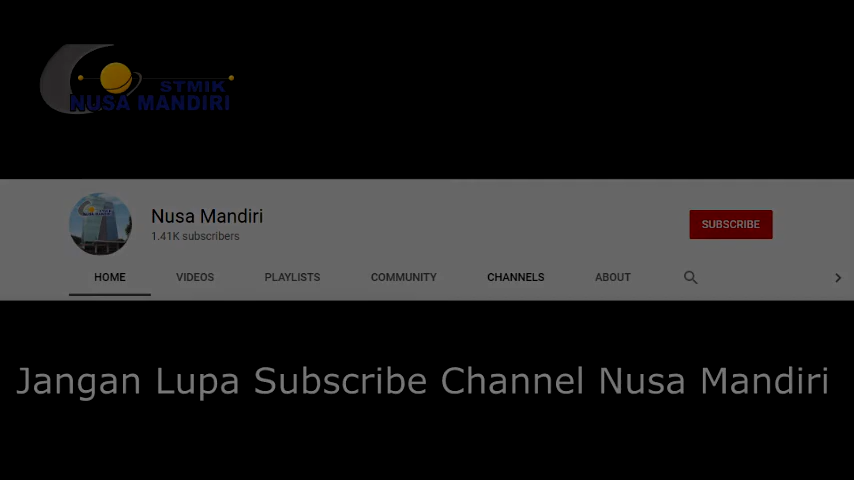 STMIK
NUSA MANDIRI
Nusa Mandiri
1.41K subscribers
SUBSCRIBE
HOME VIDEOS PLAYLISTS COMMUNITY CHANNELS ABOUT
Jangan Lupa Subscribe Channel Nusa Mandiri